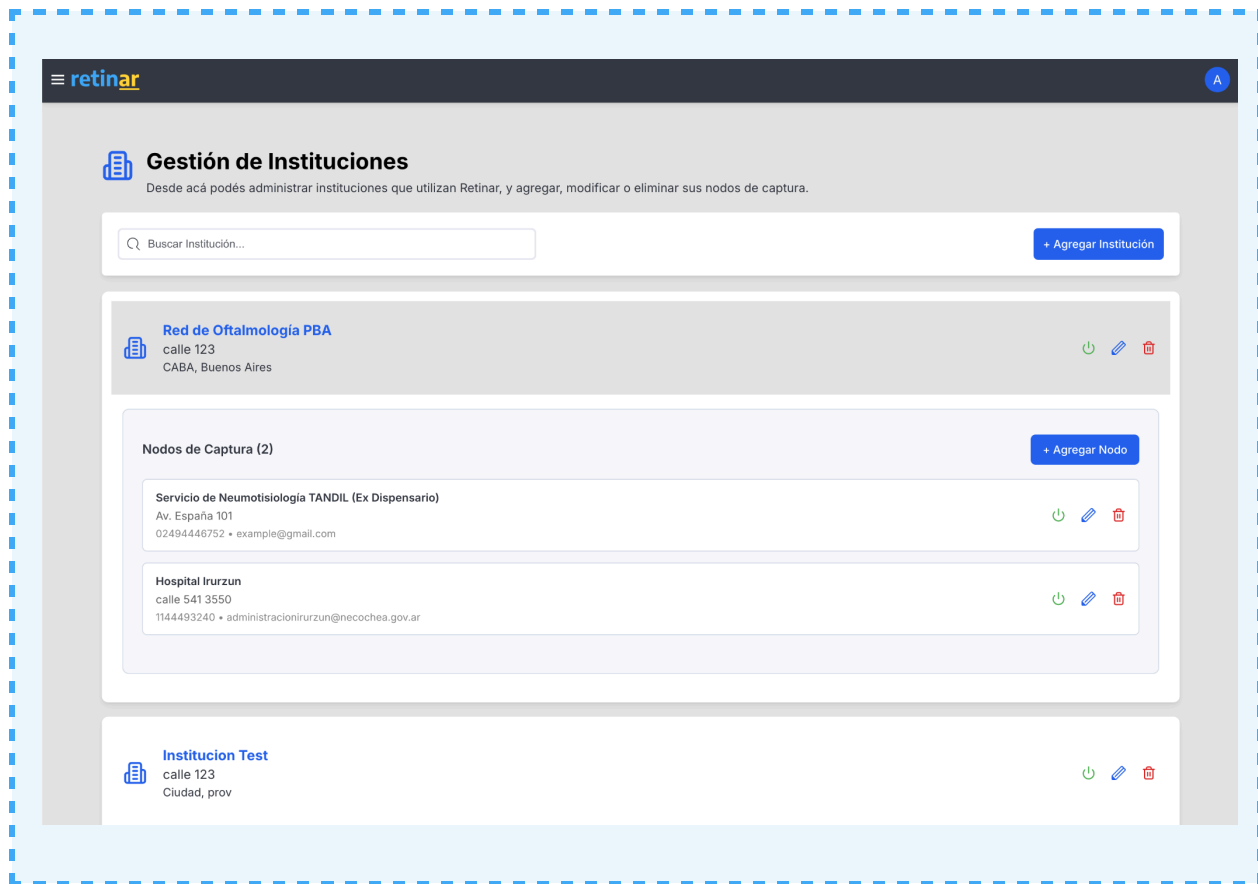 retinar
A
Gestión de Instituciones
Desde acá podés administrar instituciones que utilizan Retinar, y agregar, modificar o eliminar sus nodos de captura.
Buscar Institución...
+ Agregar Institución
Red de Oftalmología PBA
calle 123
CABA, Buenos Aires
Nodos de Captura (2)
+ Agregar Nodo
Servicio de Neumotisiología TANDIL (Ex Dispensario)
Av. España 101
02494446752 • example@gmail.com
Hospital Irurzun
calle 541 3550
1144493240 • administracionirurzun@necochea.gov.ar
Institucion Test
calle 123
Ciudad, prov